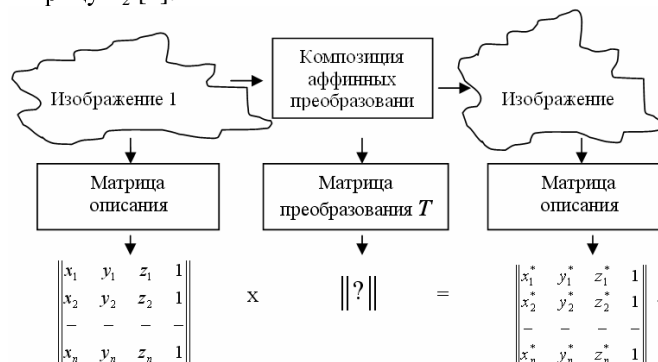 Композиция
аффинных
преобразовани
Изображение 1
Изображение
Матрица
описания
Матрица
преобразования T
Матрица
описания
x₁ y₁ z₁ 1
x₂ y₂ z₂ 1
– – – –
xₙ yₙ zₙ 1
x
||?||
=
x₁* y₁* z₁* 1
x₂* y₂* z₂* 1
– – – –
xₙ* yₙ* zₙ* 1